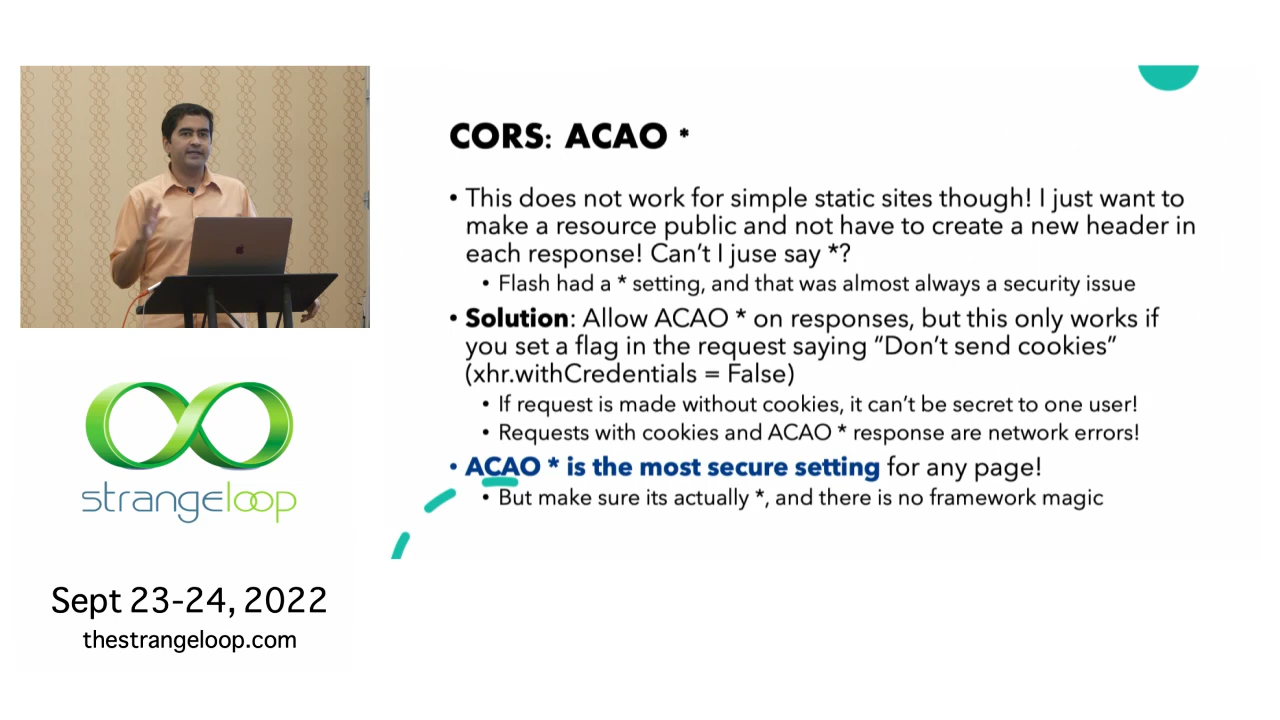 CORS: ACAO *
• This does not work for simple static sites though! I just want to
make a resource public and not have to create a new header in
each response! Can't I juse say *?
• Flash had a * setting, and that was almost always a security issue
• Solution: Allow ACAO * on responses, but this only works if
you set a flag in the request saying “Don't send cookies”
(xhr.withCredentials = False)
• If request is made without cookies, it can't be secret to one user!
• Requests with cookies and ACAO * response are network errors!
• ACAO * is the most secure setting for any page!
• But make sure its actually *, and there is no framework magic
strangeloop
Sept 23-24, 2022
thestrangeloop.com